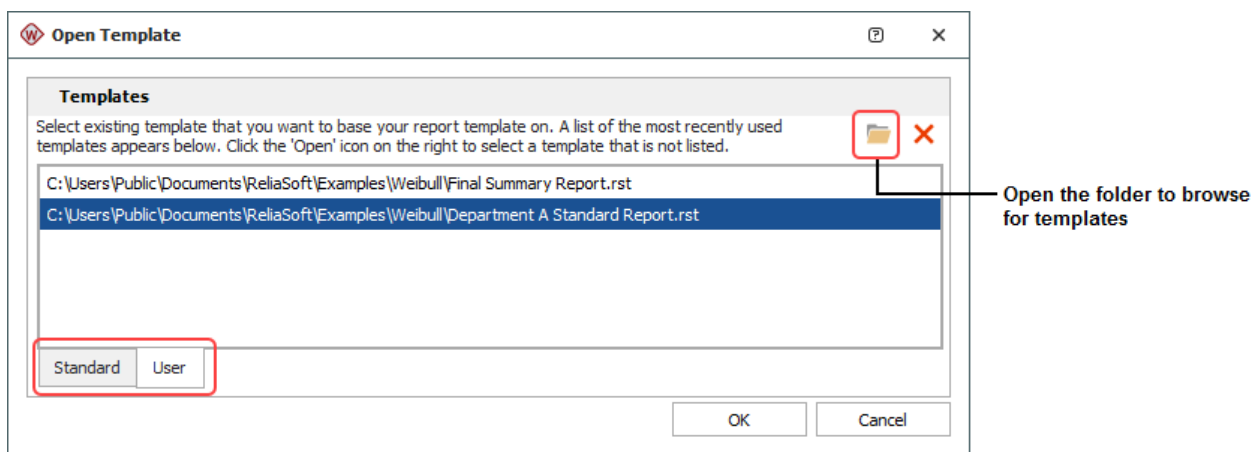 Open Template
Templates
Select existing template that you want to base your report template on. A list of the most recently used
templates appears below. Click the 'Open' icon on the right to select a template that is not listed.
C:\Users\Public\Documents\ReliaSoft\Examples\Weibull\Final Summary Report.rst
C:\Users\Public\Documents\ReliaSoft\Examples\Weibull\Department A Standard Report.rst
Open the folder to browse
for templates
Standard User
OK Cancel